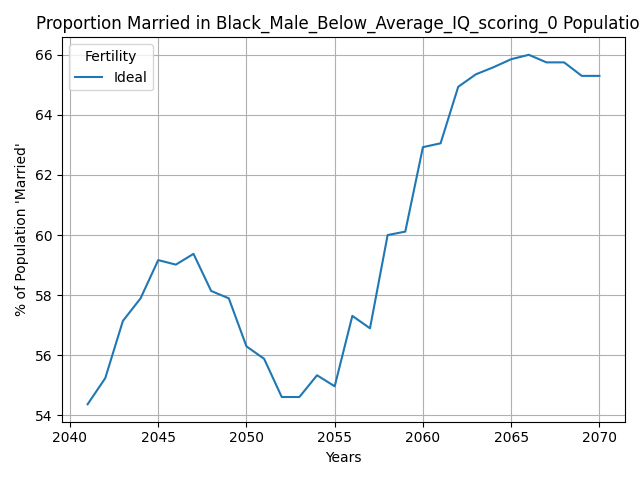 Proportion Married in Black_Male_Below_Average_IQ_scoring_0 Populatio
Fertility
Ideal
% of Population 'Married'
66
64
62
60
58
56
54
2040 2045 2050 2055 2060 2065 2070
Years